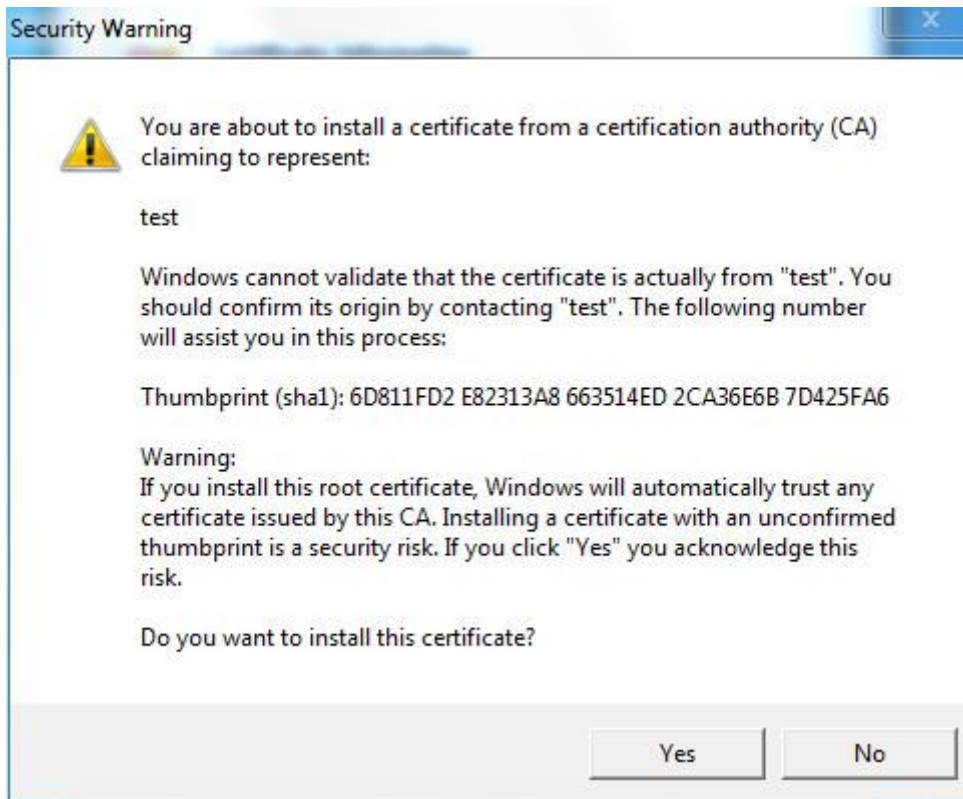 Security Warning
You are about to install a certificate from a certification authority (CA)
claiming to represent:
test
Windows cannot validate that the certificate is actually from "test". You
should confirm its origin by contacting "test". The following number
will assist you in this process:
Thumbprint (sha1): 6D811FD2 E82313A8 663514ED 2CA36E6B 7D425FA6
Warning:
If you install this root certificate, Windows will automatically trust any
certificate issued by this CA. Installing a certificate with an unconfirmed
thumbprint is a security risk. If you click "Yes" you acknowledge this
risk.
Do you want to install this certificate?
Yes
No